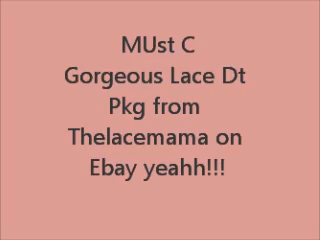 MUst C
Gorgeous Lace Dt
Pkg from
Thelacemama on
Ebay yeahh!!!